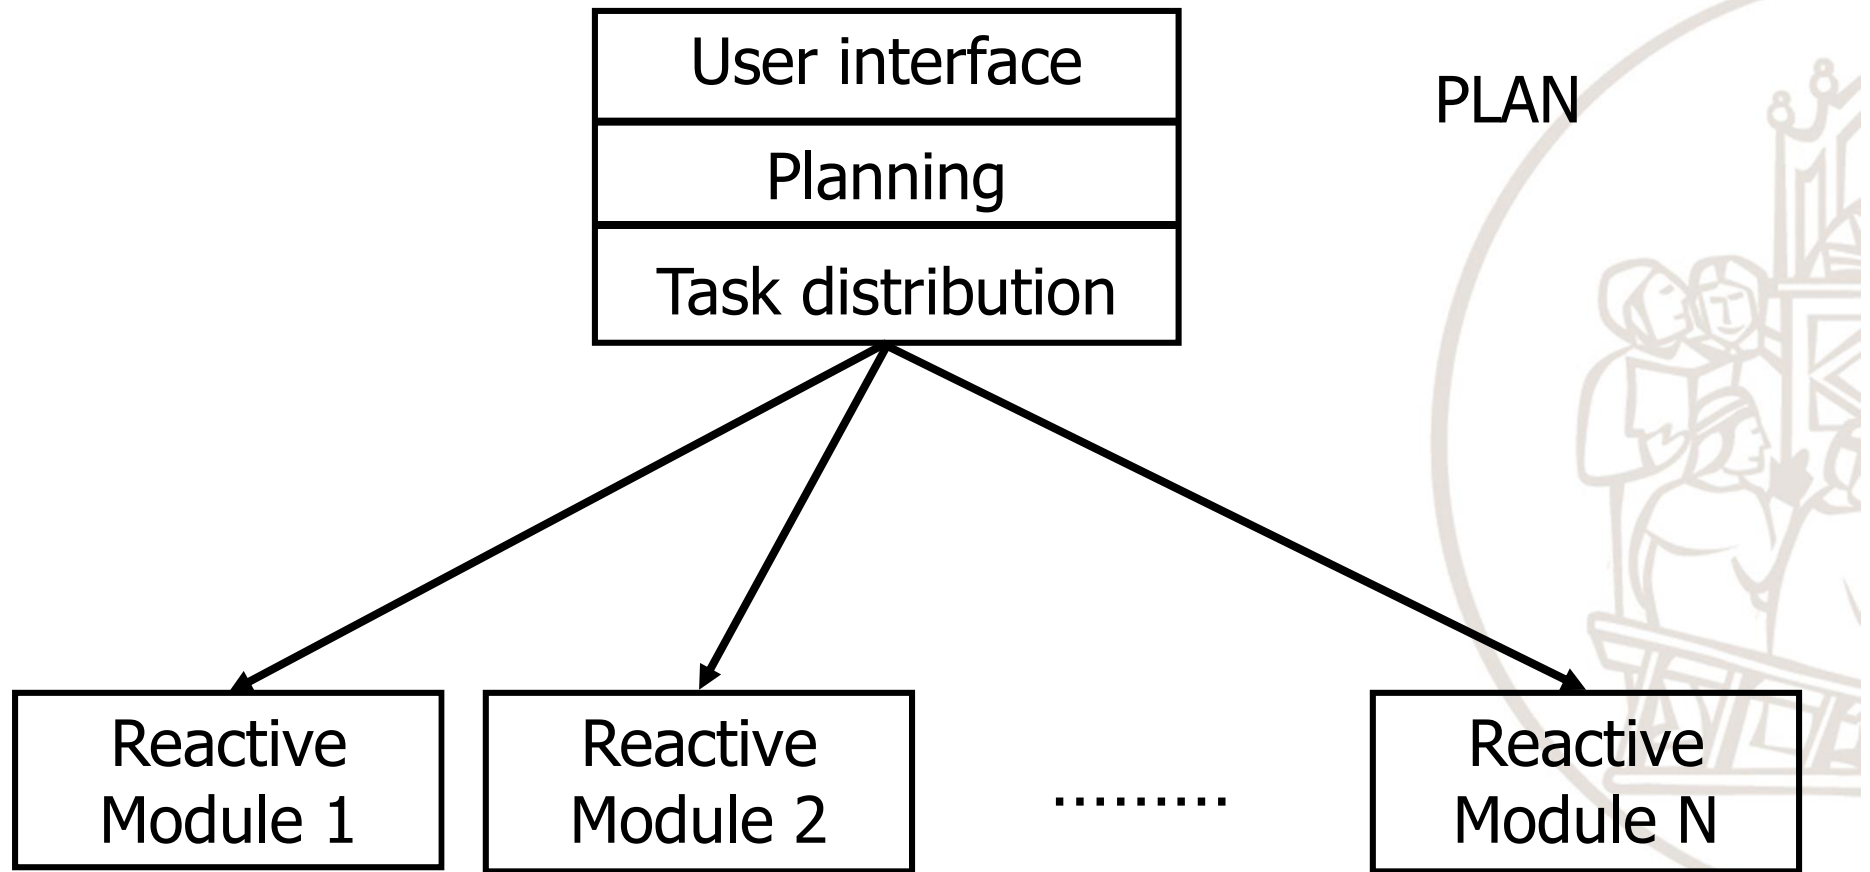 User interface
PLAN
Planning
Task distribution
Reactive
Module 1
Reactive
Module 2
.........
Reactive
Module N